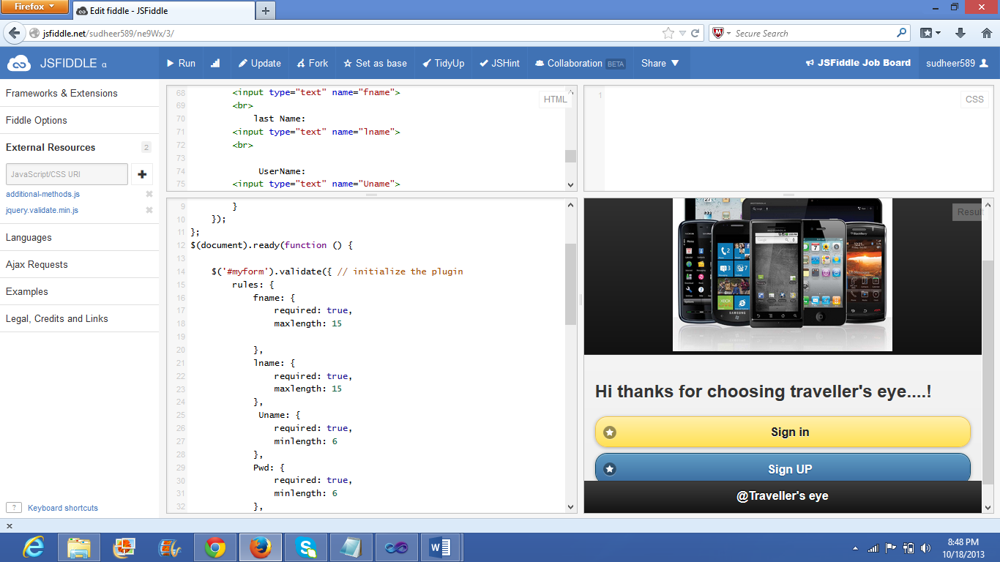 Firefox
Edit fiddle - JSFiddle
jsfiddle.net/sudheer589/ne9Wx/3/
Secure Search
JSFIDDLE α
Run
Update
Fork
Set as base
TidyUp
JSHint
Collaboration BETA
Share
JSFiddle Job Board
sudheer589
Frameworks & Extensions
Fiddle Options
External Resources 2
JavaScript/CSS URI
additional-methods.js
jquery.validate.min.js
Languages
Ajax Requests
Examples
Legal, Credits and Links
? Keyboard shortcuts
HTML
68 <input type="text" name="fname">
69 <br>
70 last Name:
71 <input type="text" name="lname">
72 <br>
73
74 UserName:
75 <input type="text" name="Uname">
CSS
1
9 }
10 });
11 };
12 $(document).ready(function () {
13
14 $('#myform').validate({ // initialize the plugin
15 rules: {
16 fname: {
17 required: true,
18 maxlength: 15
19
20 },
21 lname: {
22 required: true,
23 maxlength: 15
24 },
25 Uname: {
26 required: true,
27 minlength: 6
28 },
29 Pwd: {
30 required: true,
31 minlength: 6
32 },
Result
MOTOROLA
SAMSUNG
XBOX
BlackBerry
Hi thanks for choosing traveller's eye....!
Sign in
Sign UP
@Traveller's eye
8:48 PM
10/18/2013